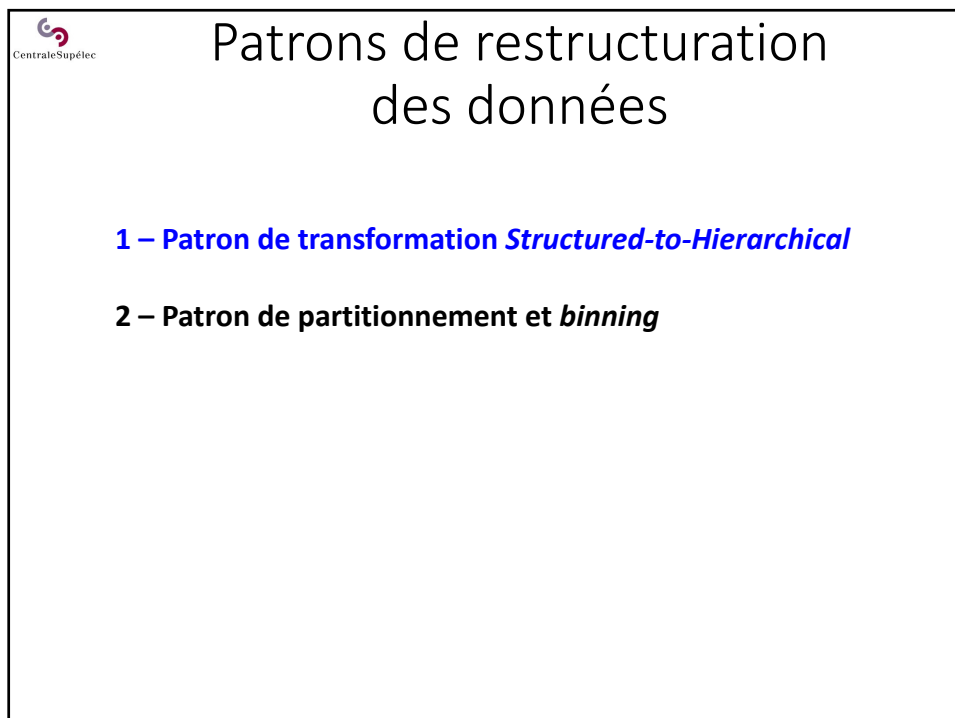 CentraleSupélec
Patrons de restructuration
des données
1 – Patron de transformation Structured-to-Hierarchical
2 – Patron de partitionnement et binning